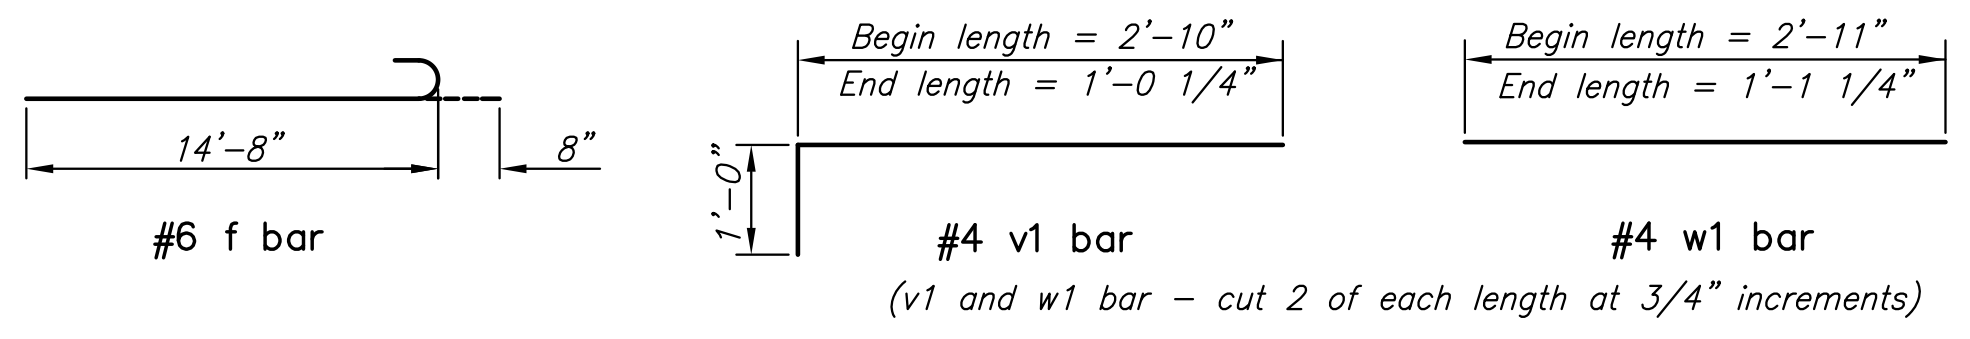 14'-8"
8"
#6 f bar
Begin length = 2'-10"
End length = 1'-0 1/4"
1'-0"
#4 v1 bar
Begin length = 2'-11"
End length = 1'-1 1/4"
#4 w1 bar
(v1 and w1 bar - cut 2 of each length at 3/4" increments)